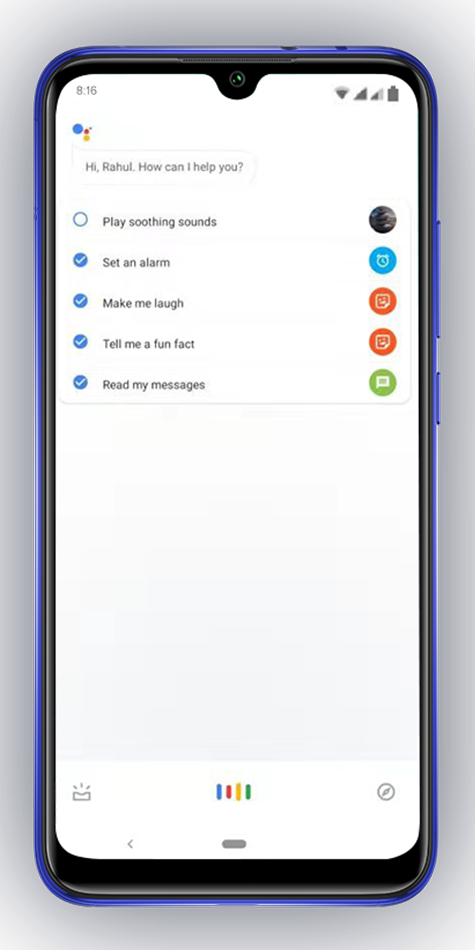 8:16
Hi, Rahul. How can I help you?
Play soothing sounds
Set an alarm
Make me laugh
Tell me a fun fact
Read my messages